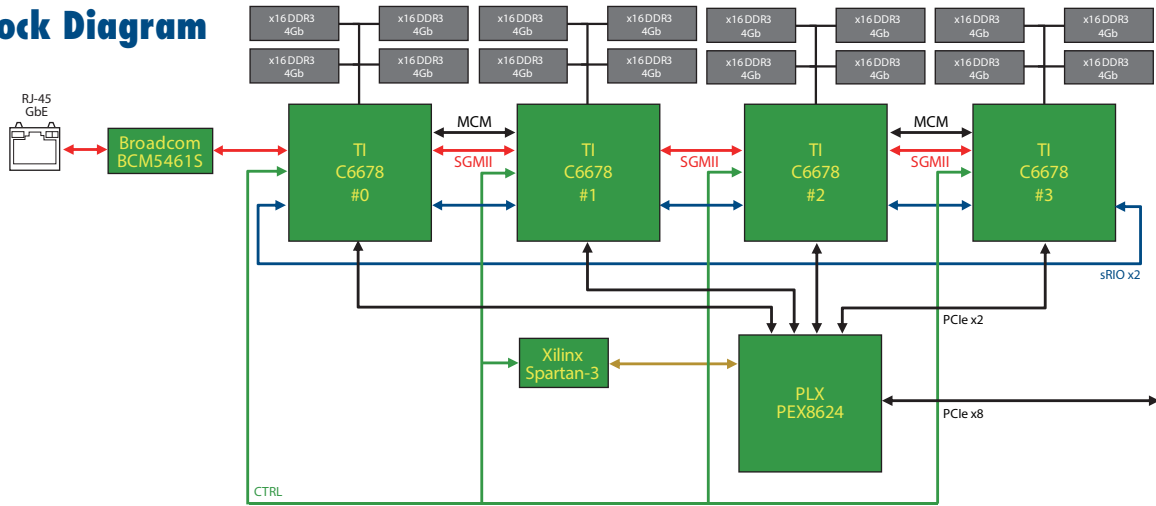 ock Diagram
x16 DDR3
4Gb
x16 DDR3
4Gb
x16 DDR3
4Gb
x16 DDR3
4Gb
x16 DDR3
4Gb
x16 DDR3
4Gb
x16 DDR3
4Gb
x16 DDR3
4Gb
x16 DDR3
4Gb
x16 DDR3
4Gb
x16 DDR3
4Gb
x16 DDR3
4Gb
x16 DDR3
4Gb
x16 DDR3
4Gb
x16 DDR3
4Gb
x16 DDR3
4Gb
RJ-45
GbE
Broadcom
BCM5461S
TI
C6678
#0
MCM
SGMII
TI
C6678
#1
SGMII
TI
C6678
#2
MCM
SGMII
TI
C6678
#3
sRIO x2
PCIe x2
Xilinx
Spartan-3
PLX
PEX8624
PCIe x8
CTRL